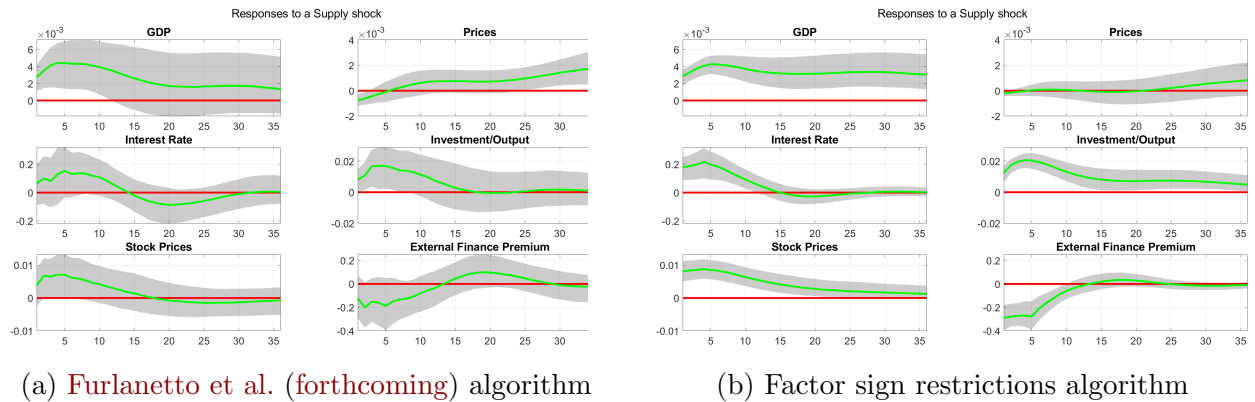 Responses to a Supply shock
GDP
Prices
×10-3
×10-3
6
4
2
0
4
2
0
-2
5 10 15 20 25 30 35
5 10 15 20 25 30
Interest Rate
Investment/Output
0.2
0
-0.2
0.02
0
-0.02
5 10 15 20 25 30 35
5 10 15 20 25 30
Stock Prices
External Finance Premium
0.01
0
-0.01
0.2
0
-0.2
-0.4
5 10 15 20 25 30 35
5 10 15 20 25 30
(a) Furlanetto et al. (forthcoming) algorithm
Responses to a Supply shock
GDP
Prices
×10-3
×10-3
6
4
2
0
4
2
0
-2
5 10 15 20 25 30 35
5 10 15 20 25 30 35
Interest Rate
Investment/Output
0.2
0
-0.2
0.02
0
-0.02
5 10 15 20 25 30 35
5 10 15 20 25 30 35
Stock Prices
External Finance Premium
0.01
0
-0.01
0.2
0
-0.2
-0.4
5 10 15 20 25 30 35
5 10 15 20 25 30 35
(b) Factor sign restrictions algorithm